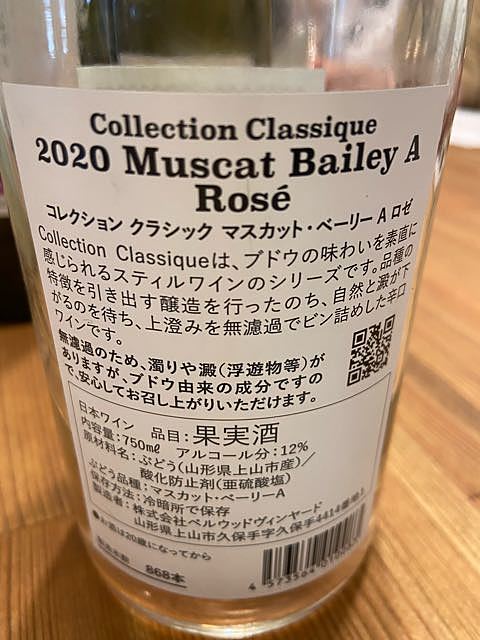 Collection Classique
2020 Muscat Bailey A
Rosé
コレクション クラシック マスカット・ベーリー A ロゼ
Collection Classiqueは、ブドウの味わいを素直に
感じられるスティルワインのシリーズです。品種の
特徴を引き出す醸造を行ったのち、自然と澱が下
がるのを待ち、上澄みを無濾過でビン詰めした辛口
ワインです。
無濾過のため、濁りや澱(浮遊物等)が
ありますが、ブドウ由来の成分ですの
で、安心してお召し上がりいただけます。
日本ワイン 品目:果実酒
内容量:750ml アルコール分:12%
原材料名:ぶどう(山形県上山市産)/
酸化防止剤(亜硫酸塩)
ぶどう品種:マスカット・ベーリーA
保存方法:冷暗所で保存
製造者:株式会社ベルウッドヴィンヤード
山形県上山市久保手字久保手4414番地1
●お酒は20歳になってから
868本